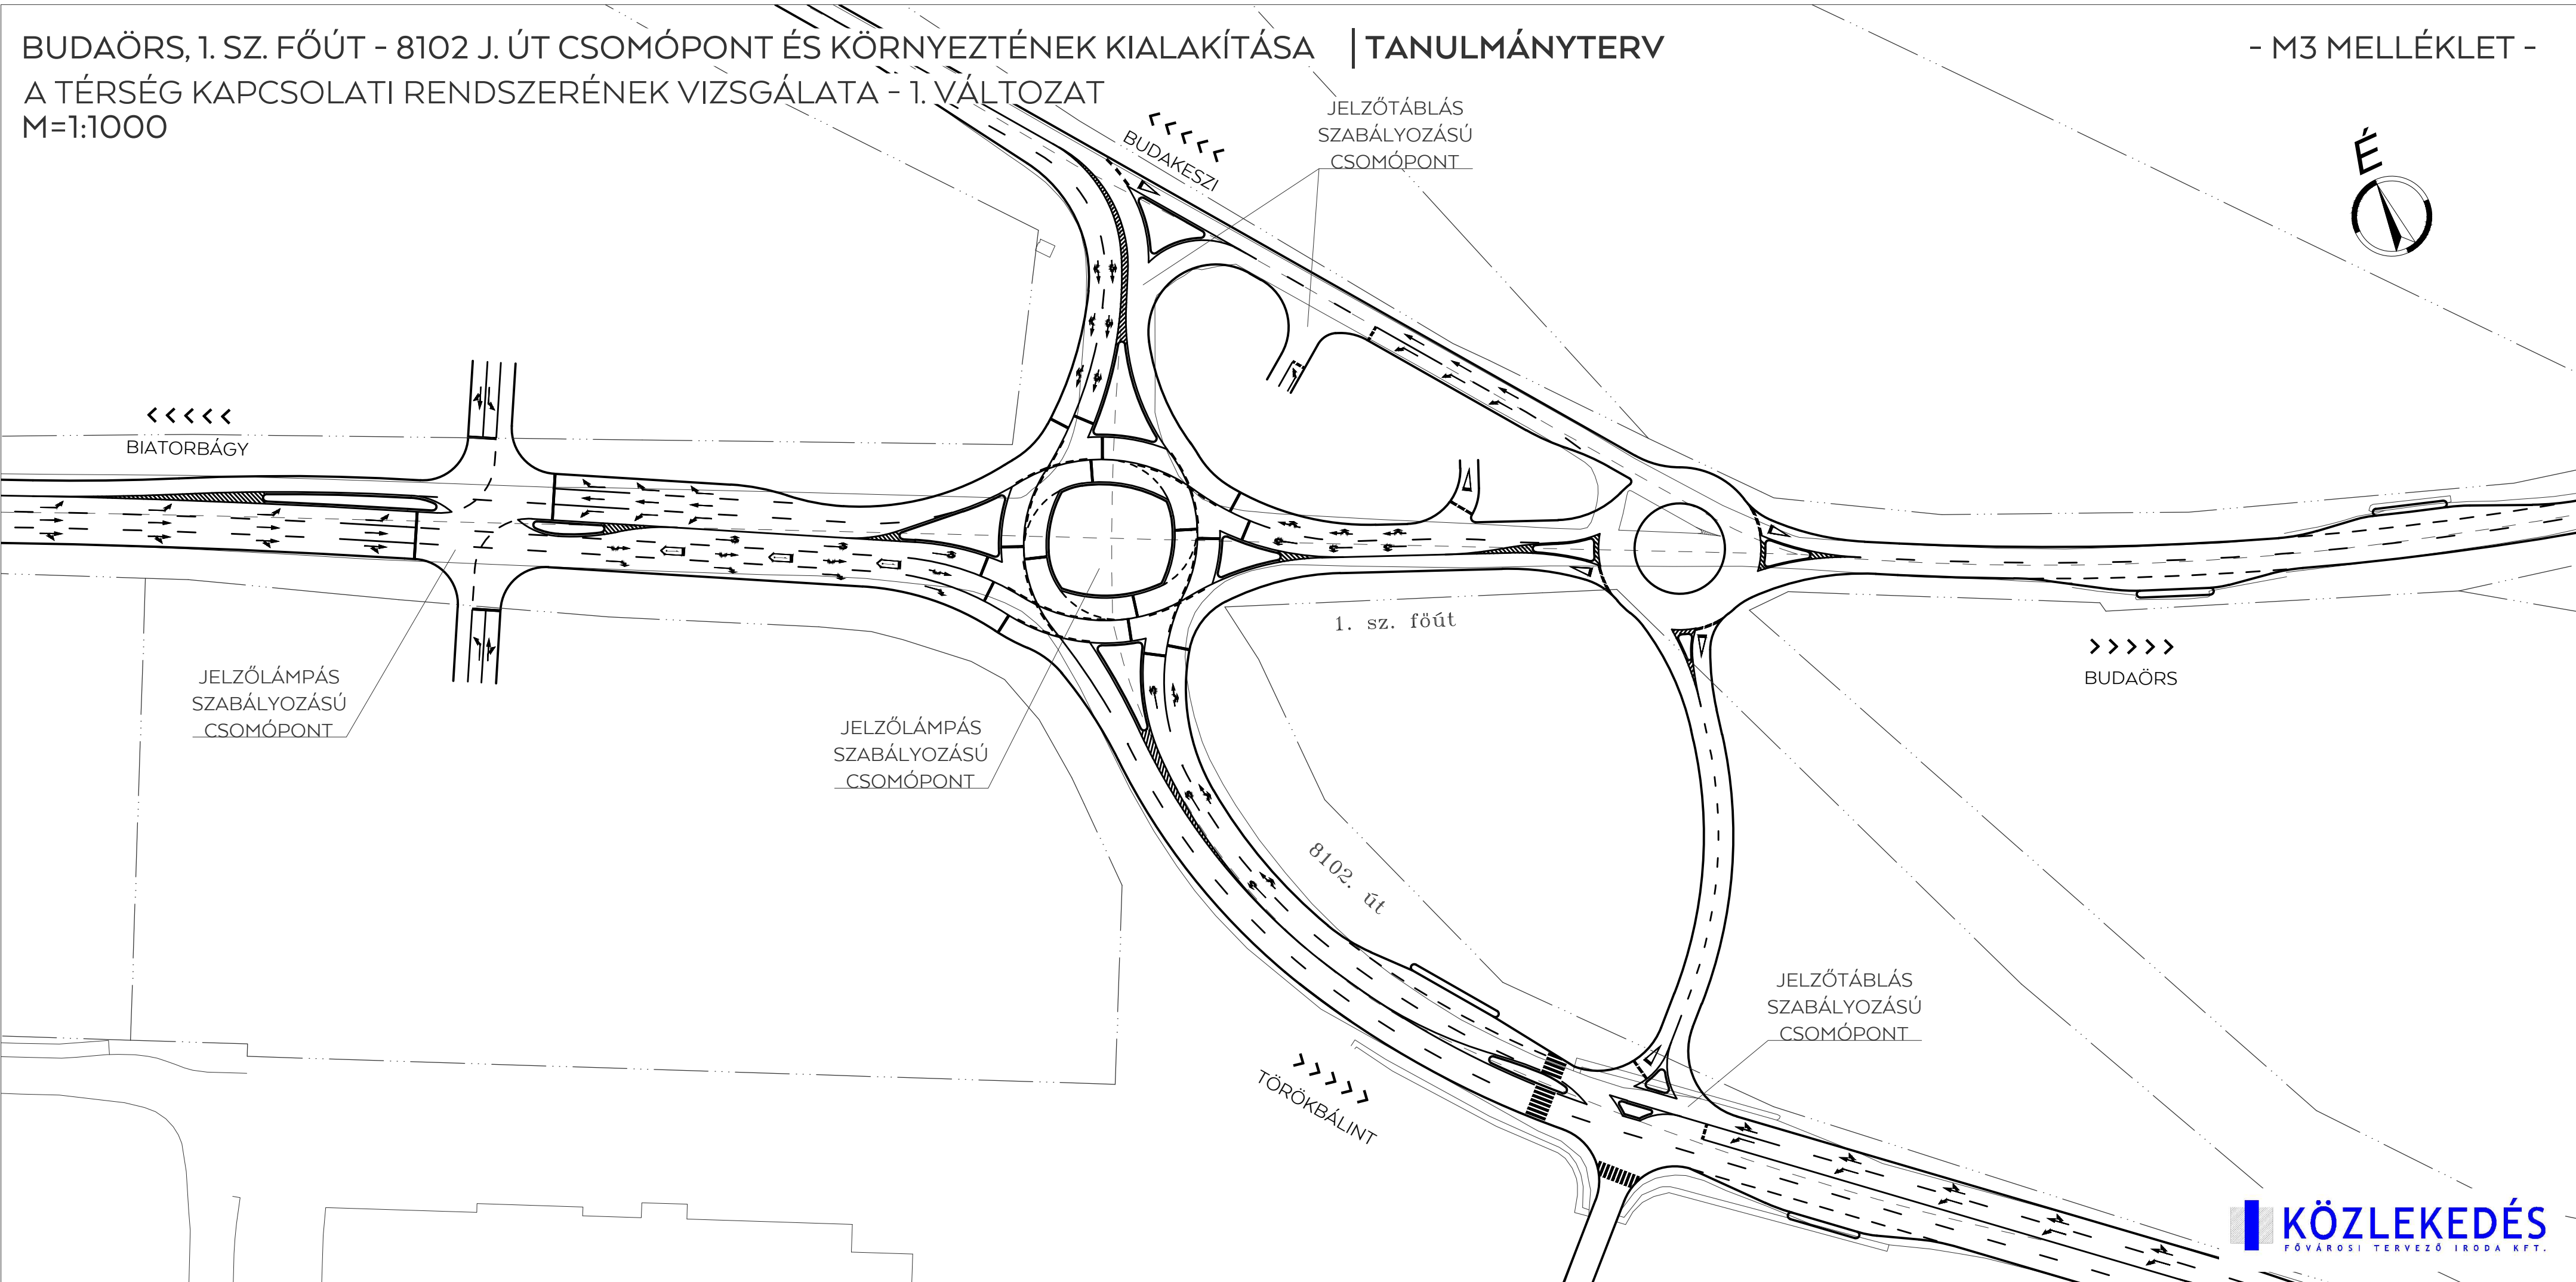 BUDAÖRS, 1. SZ. FŐÚT - 8102 J. ÚT CSOMÓPONT ÉS KÖRNYEZTÉNEK KIALAKÍTÁSA | TANULMÁNYTERV
- M3 MELLÉKLET -
A TÉRSÉG KAPCSOLATI RENDSZERÉNEK VIZSGÁLATA - 1. VÁLTOZAT
M=1:1000
JELZŐTÁBLÁS
SZABÁLYOZÁSÚ
CSOMÓPONT
BUDAKESZI
É
BIATORBÁGY
1. sz. főút
BUDAÖRS
JELZŐLÁMPÁS
SZABÁLYOZÁSÚ
CSOMÓPONT
JELZŐLÁMPÁS
SZABÁLYOZÁSÚ
CSOMÓPONT
8102. út
JELZŐTÁBLÁS
SZABÁLYOZÁSÚ
CSOMÓPONT
TÖRÖKBÁLINT
KÖZLEKEDÉS
FŐVÁROSI TERVEZŐ IRODA KFT.